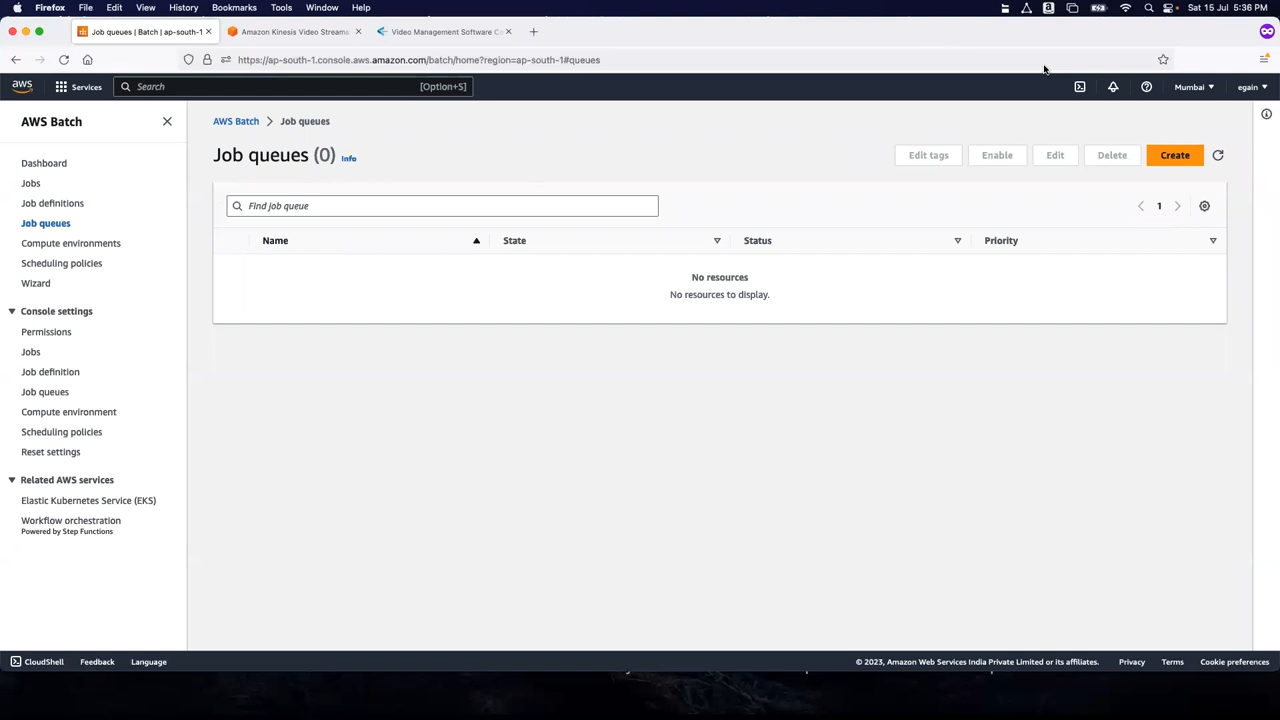 Firefox File Edit View History Bookmarks Tools Window Help Sat 15 Jul 5:36 PM
Job queues | Batch | ap-south-1 Amazon Kinesis Video Streams Video Management Software
https://ap-south-1.console.aws.amazon.com/batch/home?region=ap-south-1#queues
aws Services Search [Option+S] Mumbai egain
AWS Batch
AWS Batch Job queues
Job queues (0) Info Edit tags Enable Edit Delete Create
Dashboard
Jobs
Job definitions
Job queues
Compute environments
Scheduling policies
Wizard
Console settings
Permissions
Jobs
Job definition
Job queues
Compute environment
Scheduling policies
Reset settings
Related AWS services
Elastic Kubernetes Service (EKS)
Workflow orchestration
Powered by Step Functions
Find job queue 1
Name State Status Priority
No resources
No resources to display.
CloudShell Feedback Language © 2023, Amazon Web Services India Private Limited or its affiliates. Privacy Terms Cookie preferences